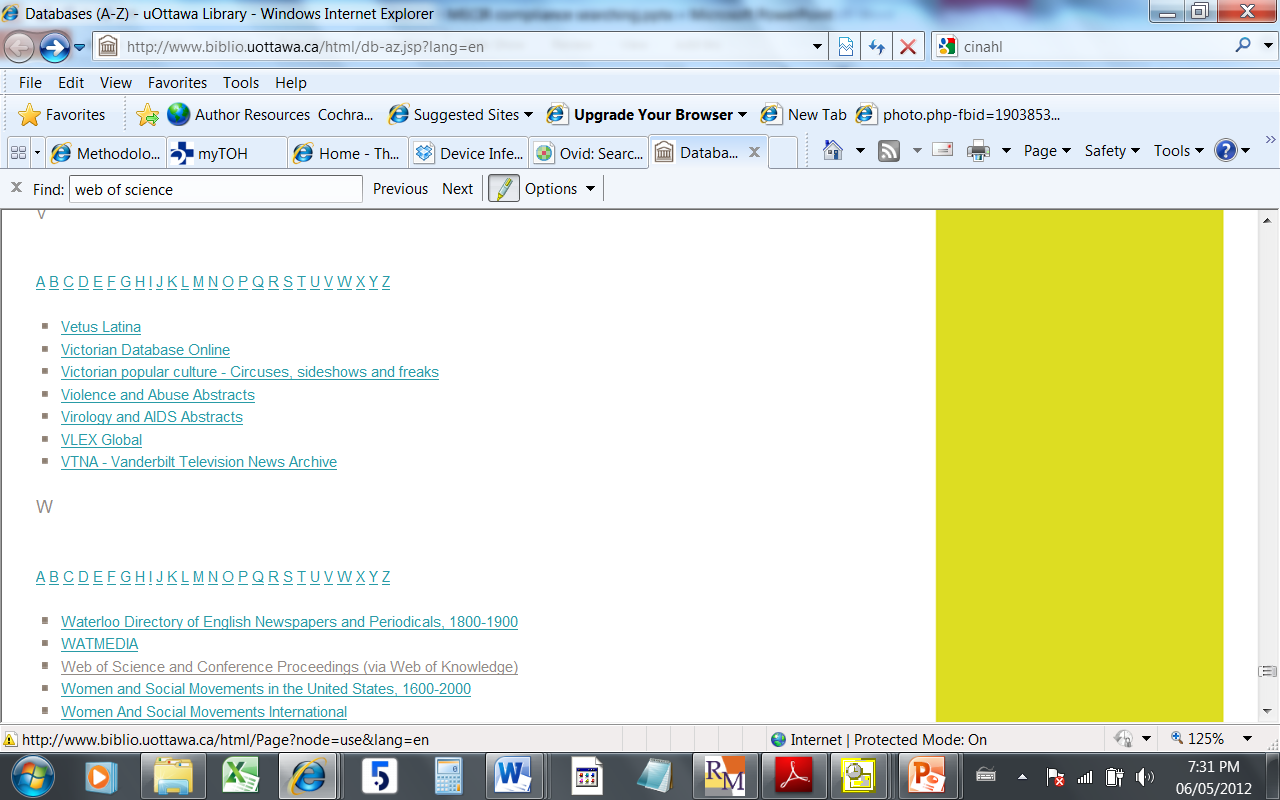 Databases (A-Z) - uOttawa Library - Windows Internet Explorer
http://www.biblio.uottawa.ca/html/db-az.jsp?lang=en
cinahl
File Edit View Favorites Tools Help
Favorites Author Resources Cochra... Suggested Sites Upgrade Your Browser New Tab photo.php-fbid=1903853...
Methodolo... myTOH Home - Th... Device Infe... Ovid: Searc... Databa... Page Safety Tools
Find: web of science Previous Next Options
V
A B C D E F G H I J K L M N O P Q R S T U V W X Y Z
Vetus Latina
Victorian Database Online
Victorian popular culture - Circuses, sideshows and freaks
Violence and Abuse Abstracts
Virology and AIDS Abstracts
VLEX Global
VTNA - Vanderbilt Television News Archive
W
A B C D E F G H I J K L M N O P Q R S T U V W X Y Z
Waterloo Directory of English Newspapers and Periodicals, 1800-1900
WATMEDIA
Web of Science and Conference Proceedings (via Web of Knowledge)
Women and Social Movements in the United States, 1600-2000
Women And Social Movements International
http://www.biblio.uottawa.ca/html/Page?node=use&lang=en Internet | Protected Mode: On 125%
5 RM 7:31 PM
06/05/2012